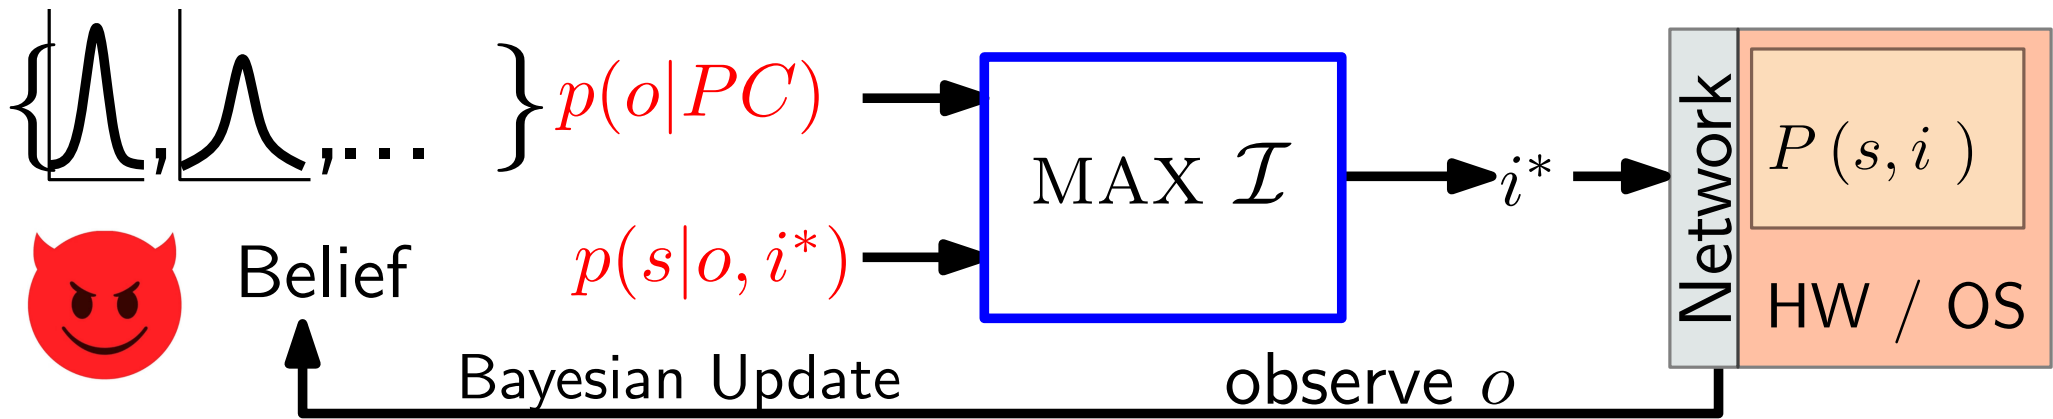 { , ,... } p(o|PC)
MAX 𝓘
i*
Network
P(s, i )
p(s|o, i*)
Belief
HW / OS
Bayesian Update
observe o